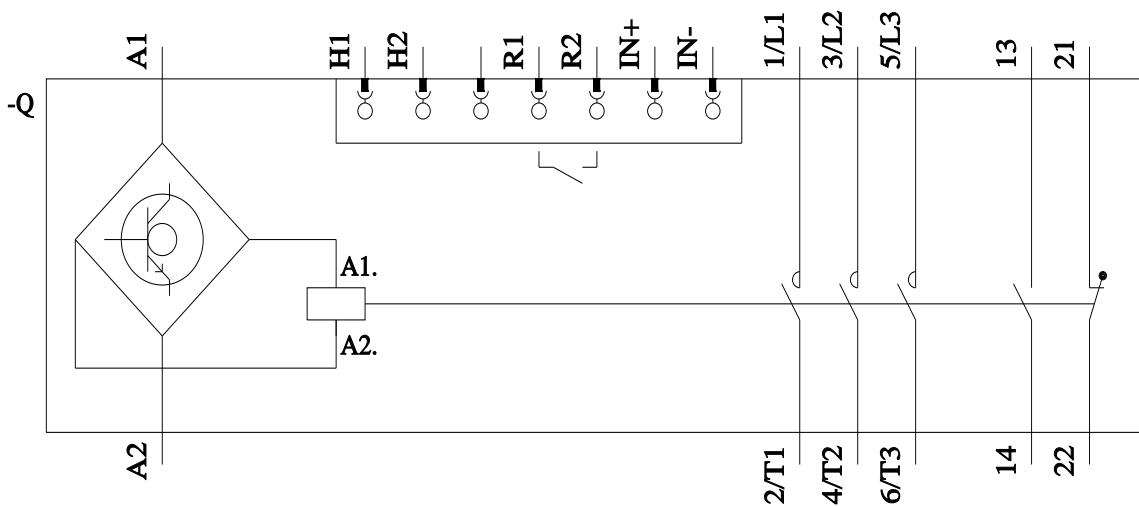 A1
H1
H2
R1
R2
IN+
IN-
1/L1
3/L2
5/L3
13
21
-Q
A1.
A2.
A2
2/T1
4/T2
6/T3
14
22